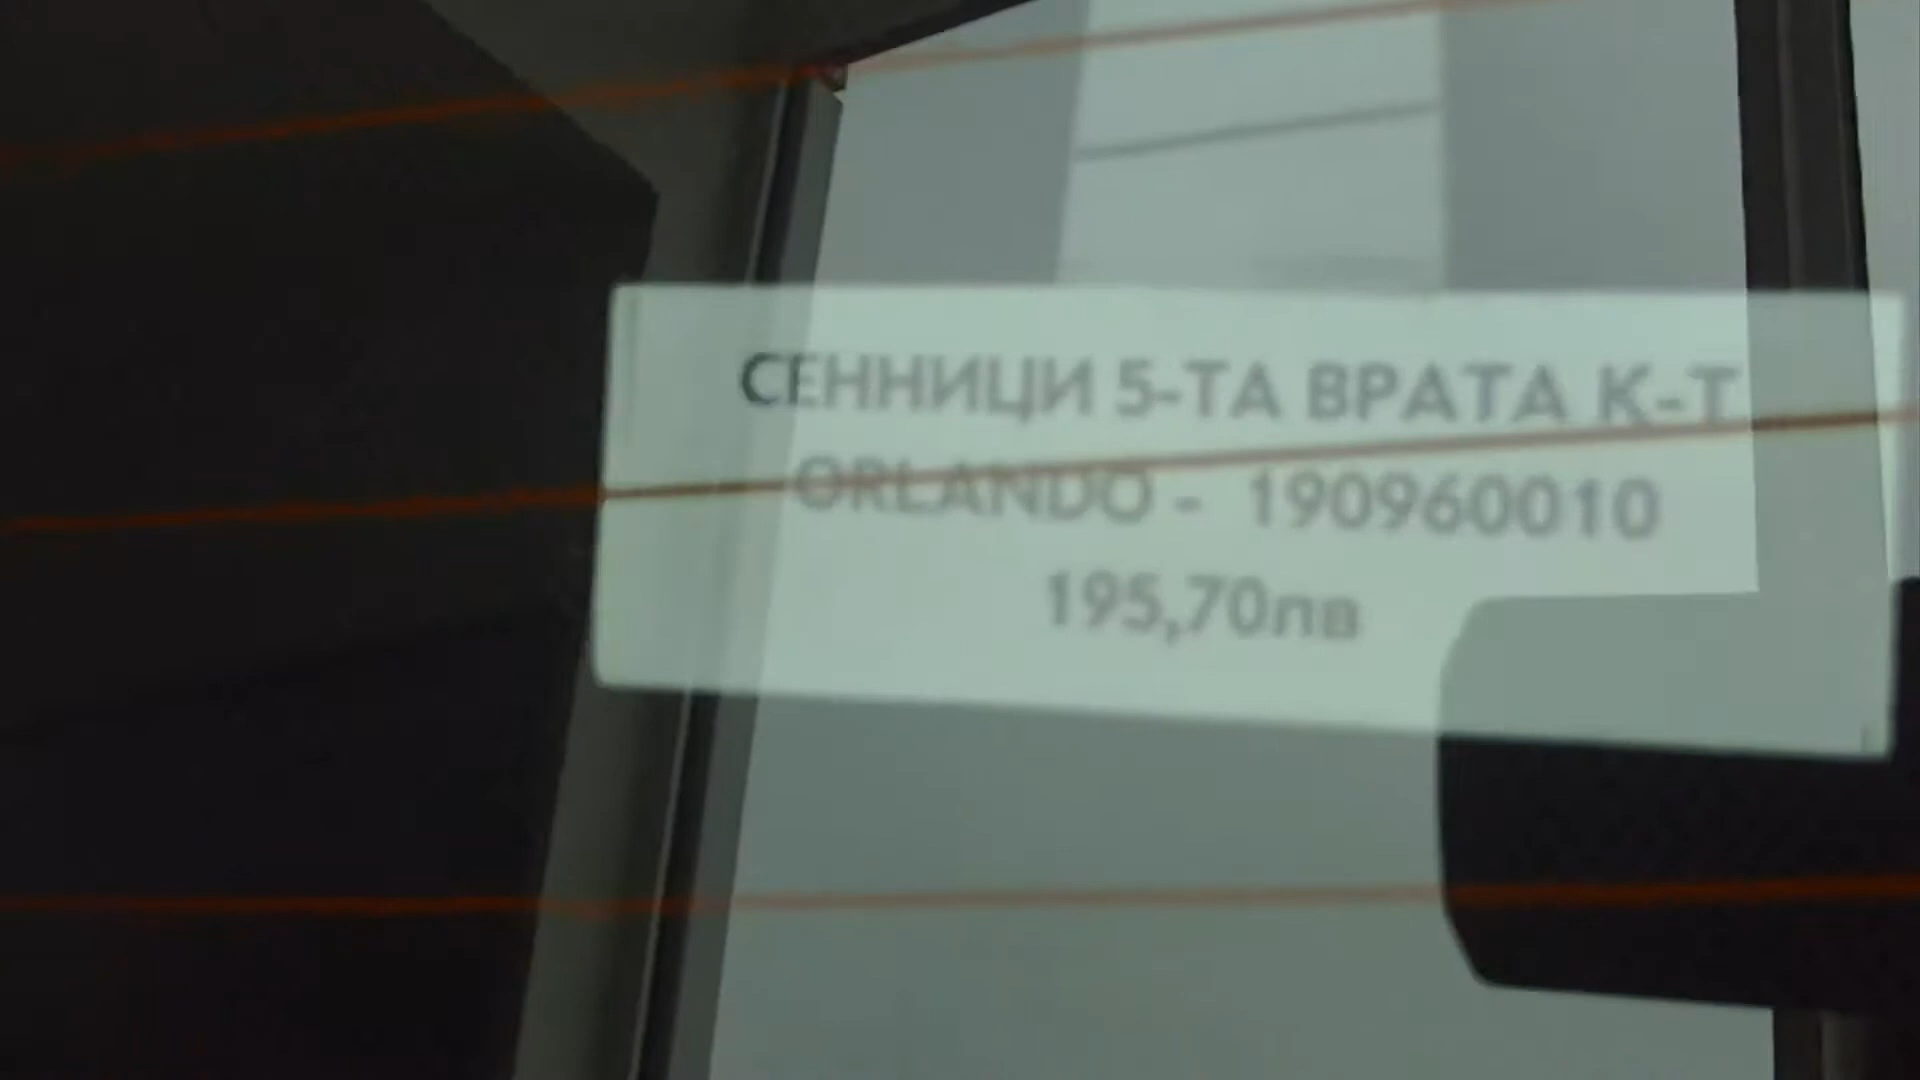 СЕННИЦИ 5-ТА ВРАТА К-Т
ORLANDO - 190960010
195,70лв